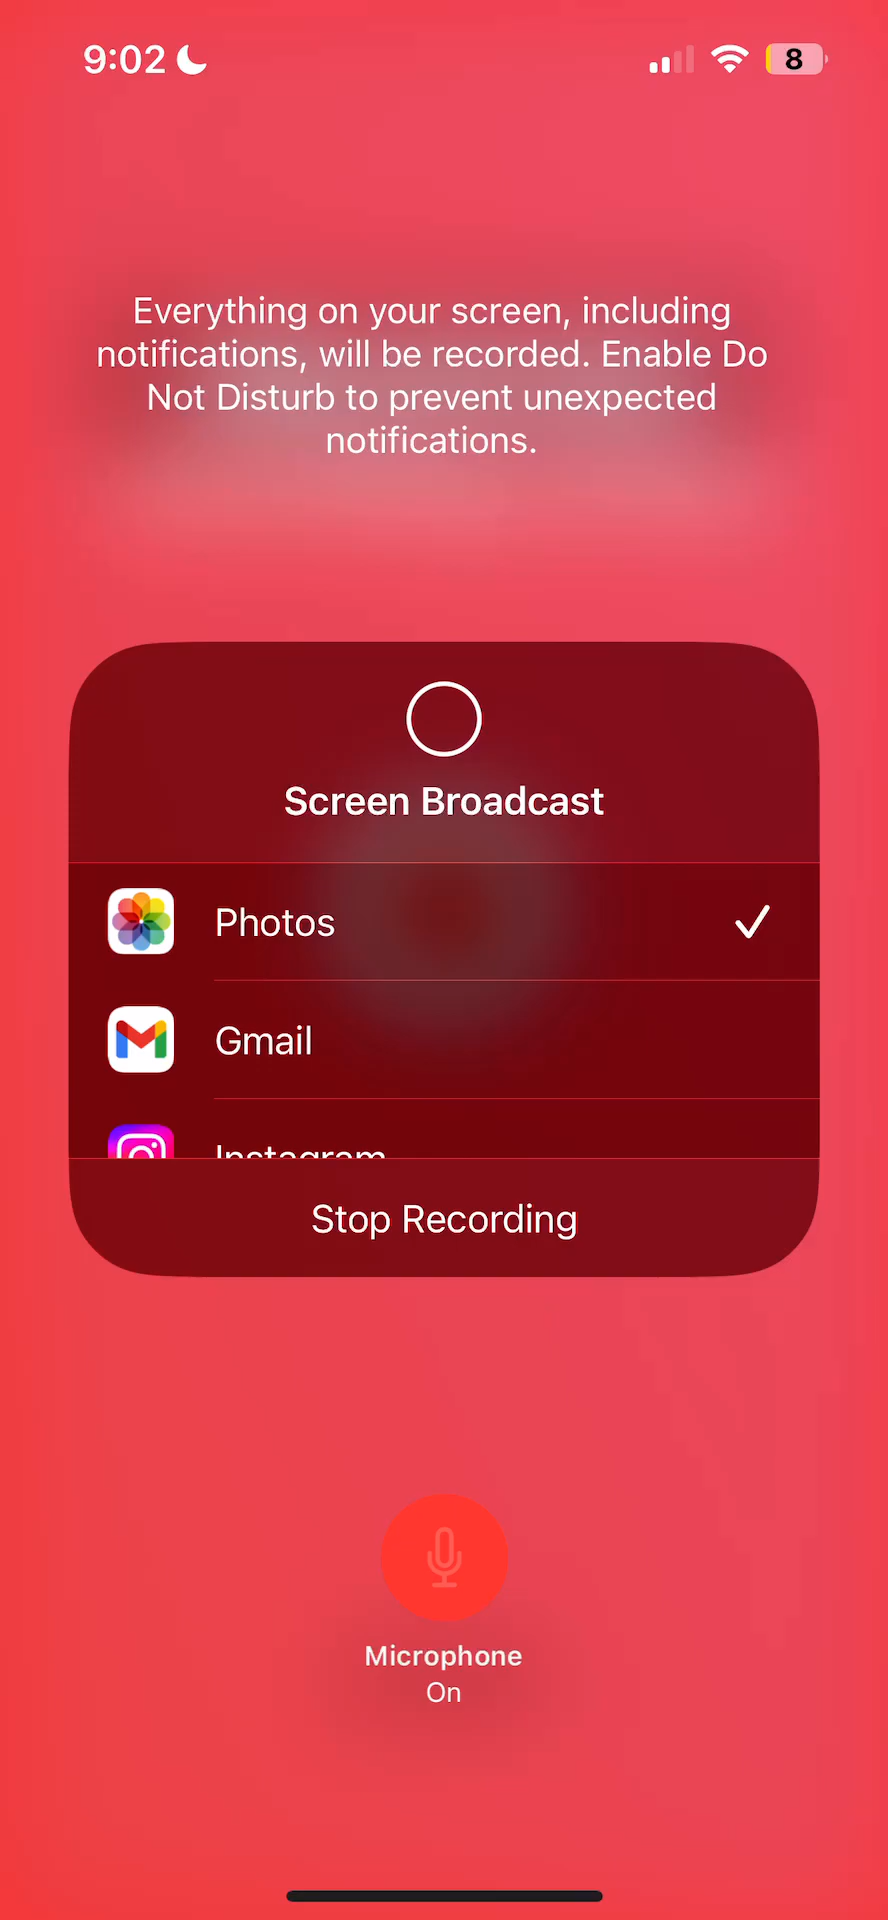 9:02
8
Everything on your screen, including
notifications, will be recorded. Enable Do
Not Disturb to prevent unexpected
notifications.
Screen Broadcast
Photos
Gmail
Instagram
Stop Recording
Microphone
On